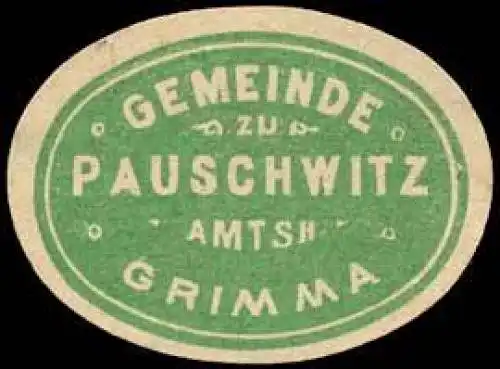 GEMEINDE
ZU
PAUSCHWITZ
AMTSH
GRIMMA